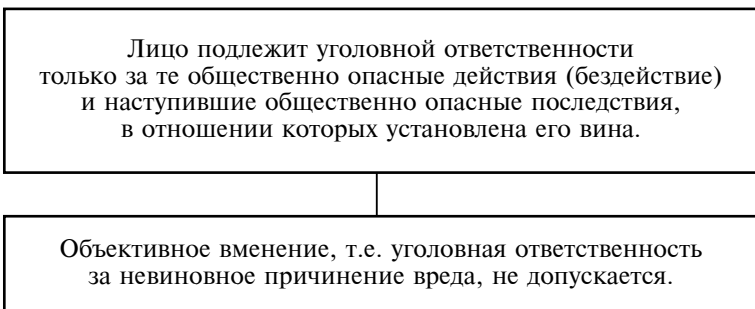 Лицо подлежит уголовной ответственности
только за те общественно опасные действия (бездействие)
и наступившие общественно опасные последствия,
в отношении которых установлена его вина.
Объективное вменение, т.е. уголовная ответственность
за невиновное причинение вреда, не допускается.